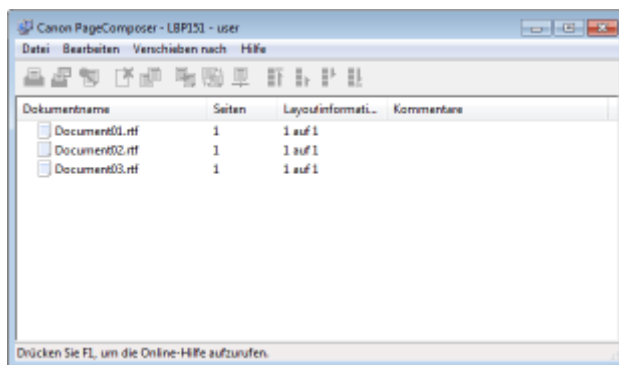 Canon PageComposer - LBP151 - user
Datei Bearbeiten Verschieben nach Hilfe
Dokumentname Seiten Layoutinformati... Kommentare
Document01.rtf 1 1 auf 1
Document02.rtf 1 1 auf 1
Document03.rtf 1 1 auf 1
Drücken Sie F1, um die Online-Hilfe aufzurufen.